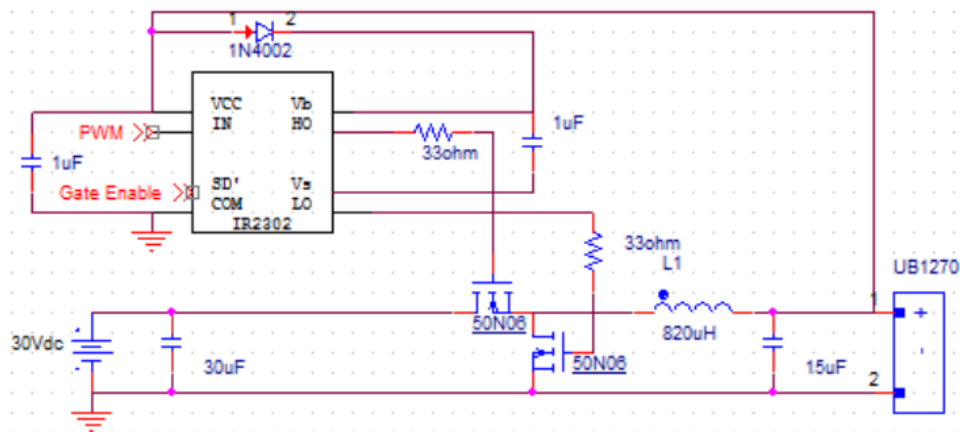 1 2
1N4002
VCC Vb
IN HO
PWM
33ohm
1uF
1uF
Gate Enable
SD' Vs
COM LO
IR2302
33ohm
L1
UB1270
50N06
820uH
1
+
30Vdc
30uF
50N06
15uF
-
2